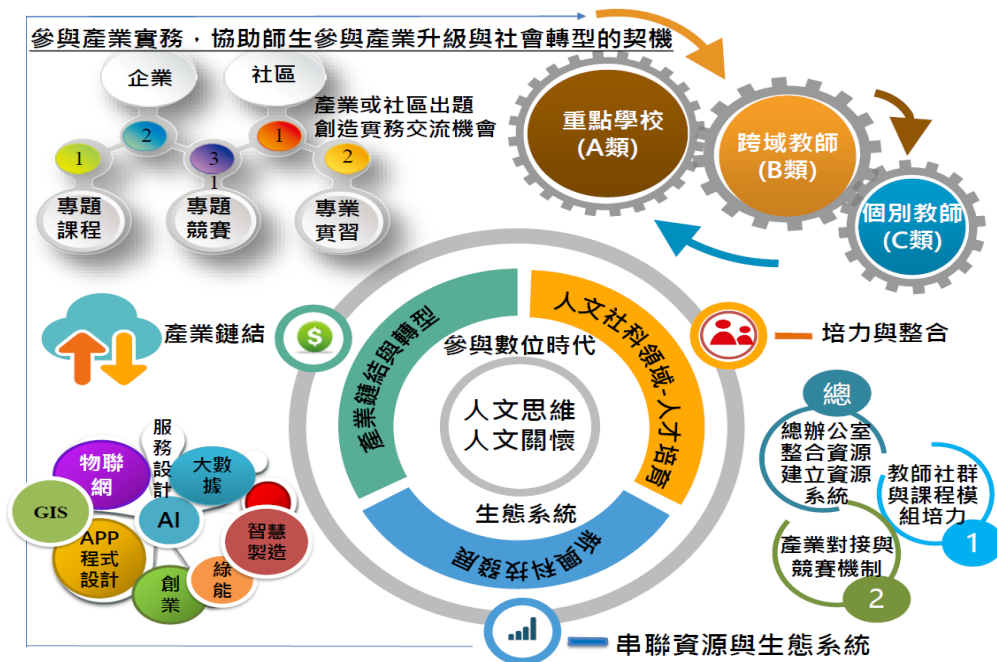 參與產業實務．協助師生參與產業升級與社會轉型的契機
企業
社區
產業或社區出題
創造實務交流機會
1
2
3
1
1
2
專題
課程
專題
競賽
專業
實習
重點學校
(A類)
跨域教師
(B類)
個別教師
(C類)
產業鏈結
$
產業鏈結與轉型
人文社科領域-人才培育
參與數位時代
人文思維
人文關懷
生態系統
新興科技發展
培力與整合
服務設計
物聯網
大數據
GIS
AI
智慧
製造
APP
程式
設計
創業
綠能
總
總辦公室
整合資源
建立資源
系統
教師社群
與課程模
組培力
1
產業對接與
競賽機制
2
串聯資源與生態系統